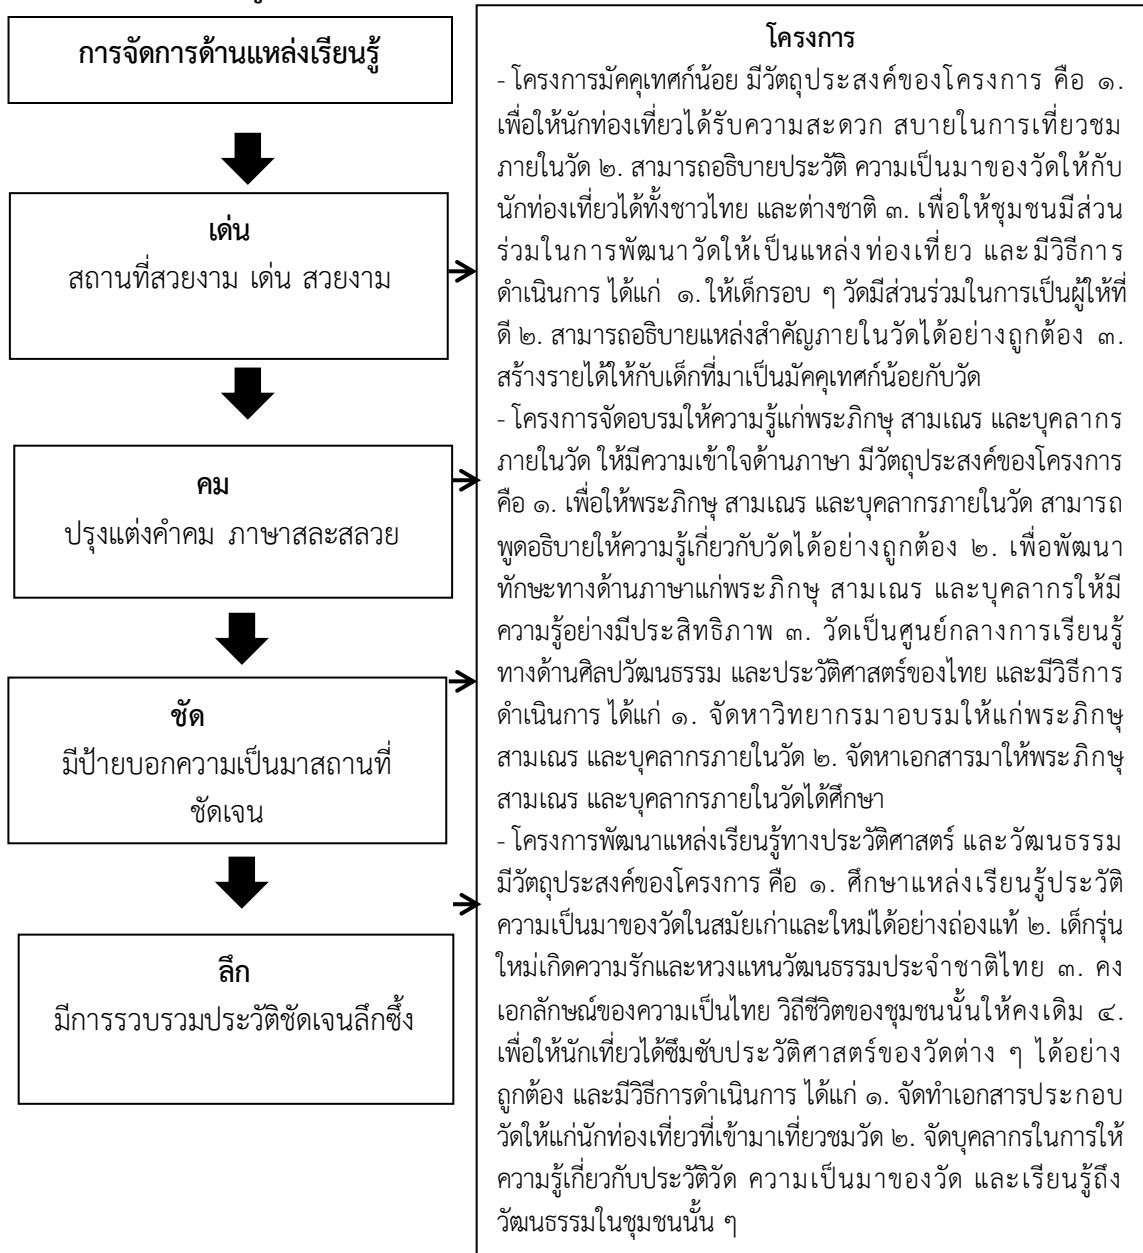 การจัดการด้านแหล่งเรียนรู้
เด่น
สถานที่สวยงาม เด่น สวยงาม
คม
ปรุงแต่งคำคม ภาษาสละสลวย
ชัด
มีป้ายบอกความเป็นมาสถานที่
ชัดเจน
ลึก
มีการรวบรวมประวัติชัดเจนลึกซึ้ง
โครงการ
- โครงการมัคคุเทศก์น้อย มีวัตถุประสงค์ของโครงการ คือ ๑.
เพื่อให้นักท่องเที่ยวได้รับความสะดวก สบายในการเที่ยวชม
ภายในวัด ๒. สามารถอธิบายประวัติ ความเป็นมาของวัดให้กับ
นักท่องเที่ยวได้ทั้งชาวไทย และต่างชาติ ๓. เพื่อให้ชุมชนมีส่วน
ร่วมในการพัฒนาวัดให้เป็นแหล่งท่องเที่ยว และมีวิธีการ
ดำเนินการ ได้แก่ ๑. ให้เด็กรอบ ๆ วัดมีส่วนร่วมในการเป็นผู้ให้ที่
ดี ๒. สามารถอธิบายแหล่งสำคัญภายในวัดได้อย่างถูกต้อง ๓.
สร้างรายได้ให้กับเด็กที่มาเป็นมัคคุเทศก์น้อยกับวัด
- โครงการจัดอบรมให้ความรู้แก่พระภิกษุ สามเณร และบุคลากร
ภายในวัด ให้มีความเข้าใจด้านภาษา มีวัตถุประสงค์ของโครงการ
คือ ๑. เพื่อให้พระภิกษุ สามเณร และบุคลากรภายในวัด สามารถ
พูดอธิบายให้ความรู้เกี่ยวกับวัดได้อย่างถูกต้อง ๒. เพื่อพัฒนา
ทักษะทางด้านภาษาแก่พระภิกษุ สามเณร และบุคลากรให้มี
ความรู้อย่างมีประสิทธิภาพ ๓. วัดเป็นศูนย์กลางการเรียนรู้
ทางด้านศิลปวัฒนธรรม และประวัติศาสตร์ของไทย และมีวิธีการ
ดำเนินการ ได้แก่ ๑. จัดหาวิทยากรมาอบรมให้แก่พระภิกษุ
สามเณร และบุคลากรภายในวัด ๒. จัดหาเอกสารมาให้พระภิกษุ
สามเณร และบุคลากรภายในวัดได้ศึกษา
- โครงการพัฒนาแหล่งเรียนรู้ทางประวัติศาสตร์ และวัฒนธรรม
มีวัตถุประสงค์ของโครงการ คือ ๑. ศึกษาแหล่งเรียนรู้ประวัติ
ความเป็นมาของวัดในสมัยเก่าและใหม่ได้อย่างถ่องแท้ ๒. เด็กรุ่น
ใหม่เกิดความรักและหวงแหนวัฒนธรรมประจำชาติไทย ๓. คง
เอกลักษณ์ของความเป็นไทย วิถีชีวิตของชุมชนนั้นให้คงเดิม ๔.
เพื่อให้นักเที่ยวได้ซึมซับประวัติศาสตร์ของวัดต่าง ๆ ได้อย่าง
ถูกต้อง และมีวิธีการดำเนินการ ได้แก่ ๑. จัดทำเอกสารประกอบ
วัดให้แก่นักท่องเที่ยวที่เข้ามาเที่ยวชมวัด ๒. จัดบุคลากรในการให้
ความรู้เกี่ยวกับประวัติวัด ความเป็นมาของวัด และเรียนรู้ถึง
วัฒนธรรมในชุมชนนั้น ๆ